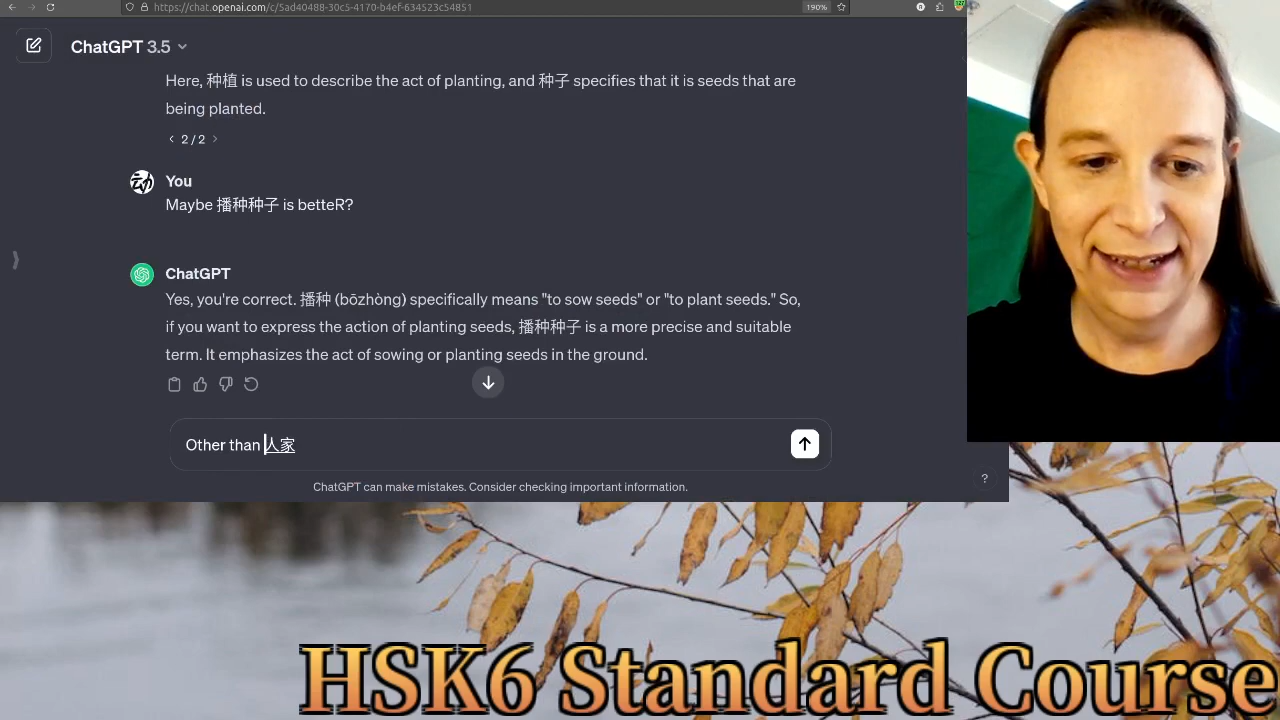 https://chat.openai.com/c/5ad40488-30c5-4170-b4ef-634523c54851
190%
ChatGPT 3.5
Here, 种植 is used to describe the act of planting, and 种子 specifies that it is seeds that are
being planted.
2 / 2
You
Maybe 播种种子 is betteR?
ChatGPT
Yes, you're correct. 播种 (bōzhòng) specifically means "to sow seeds" or "to plant seeds." So,
if you want to express the action of planting seeds, 播种种子 is a more precise and suitable
term. It emphasizes the act of sowing or planting seeds in the ground.
Other than 人家
ChatGPT can make mistakes. Consider checking important information.
?
HSK6 Standard Course